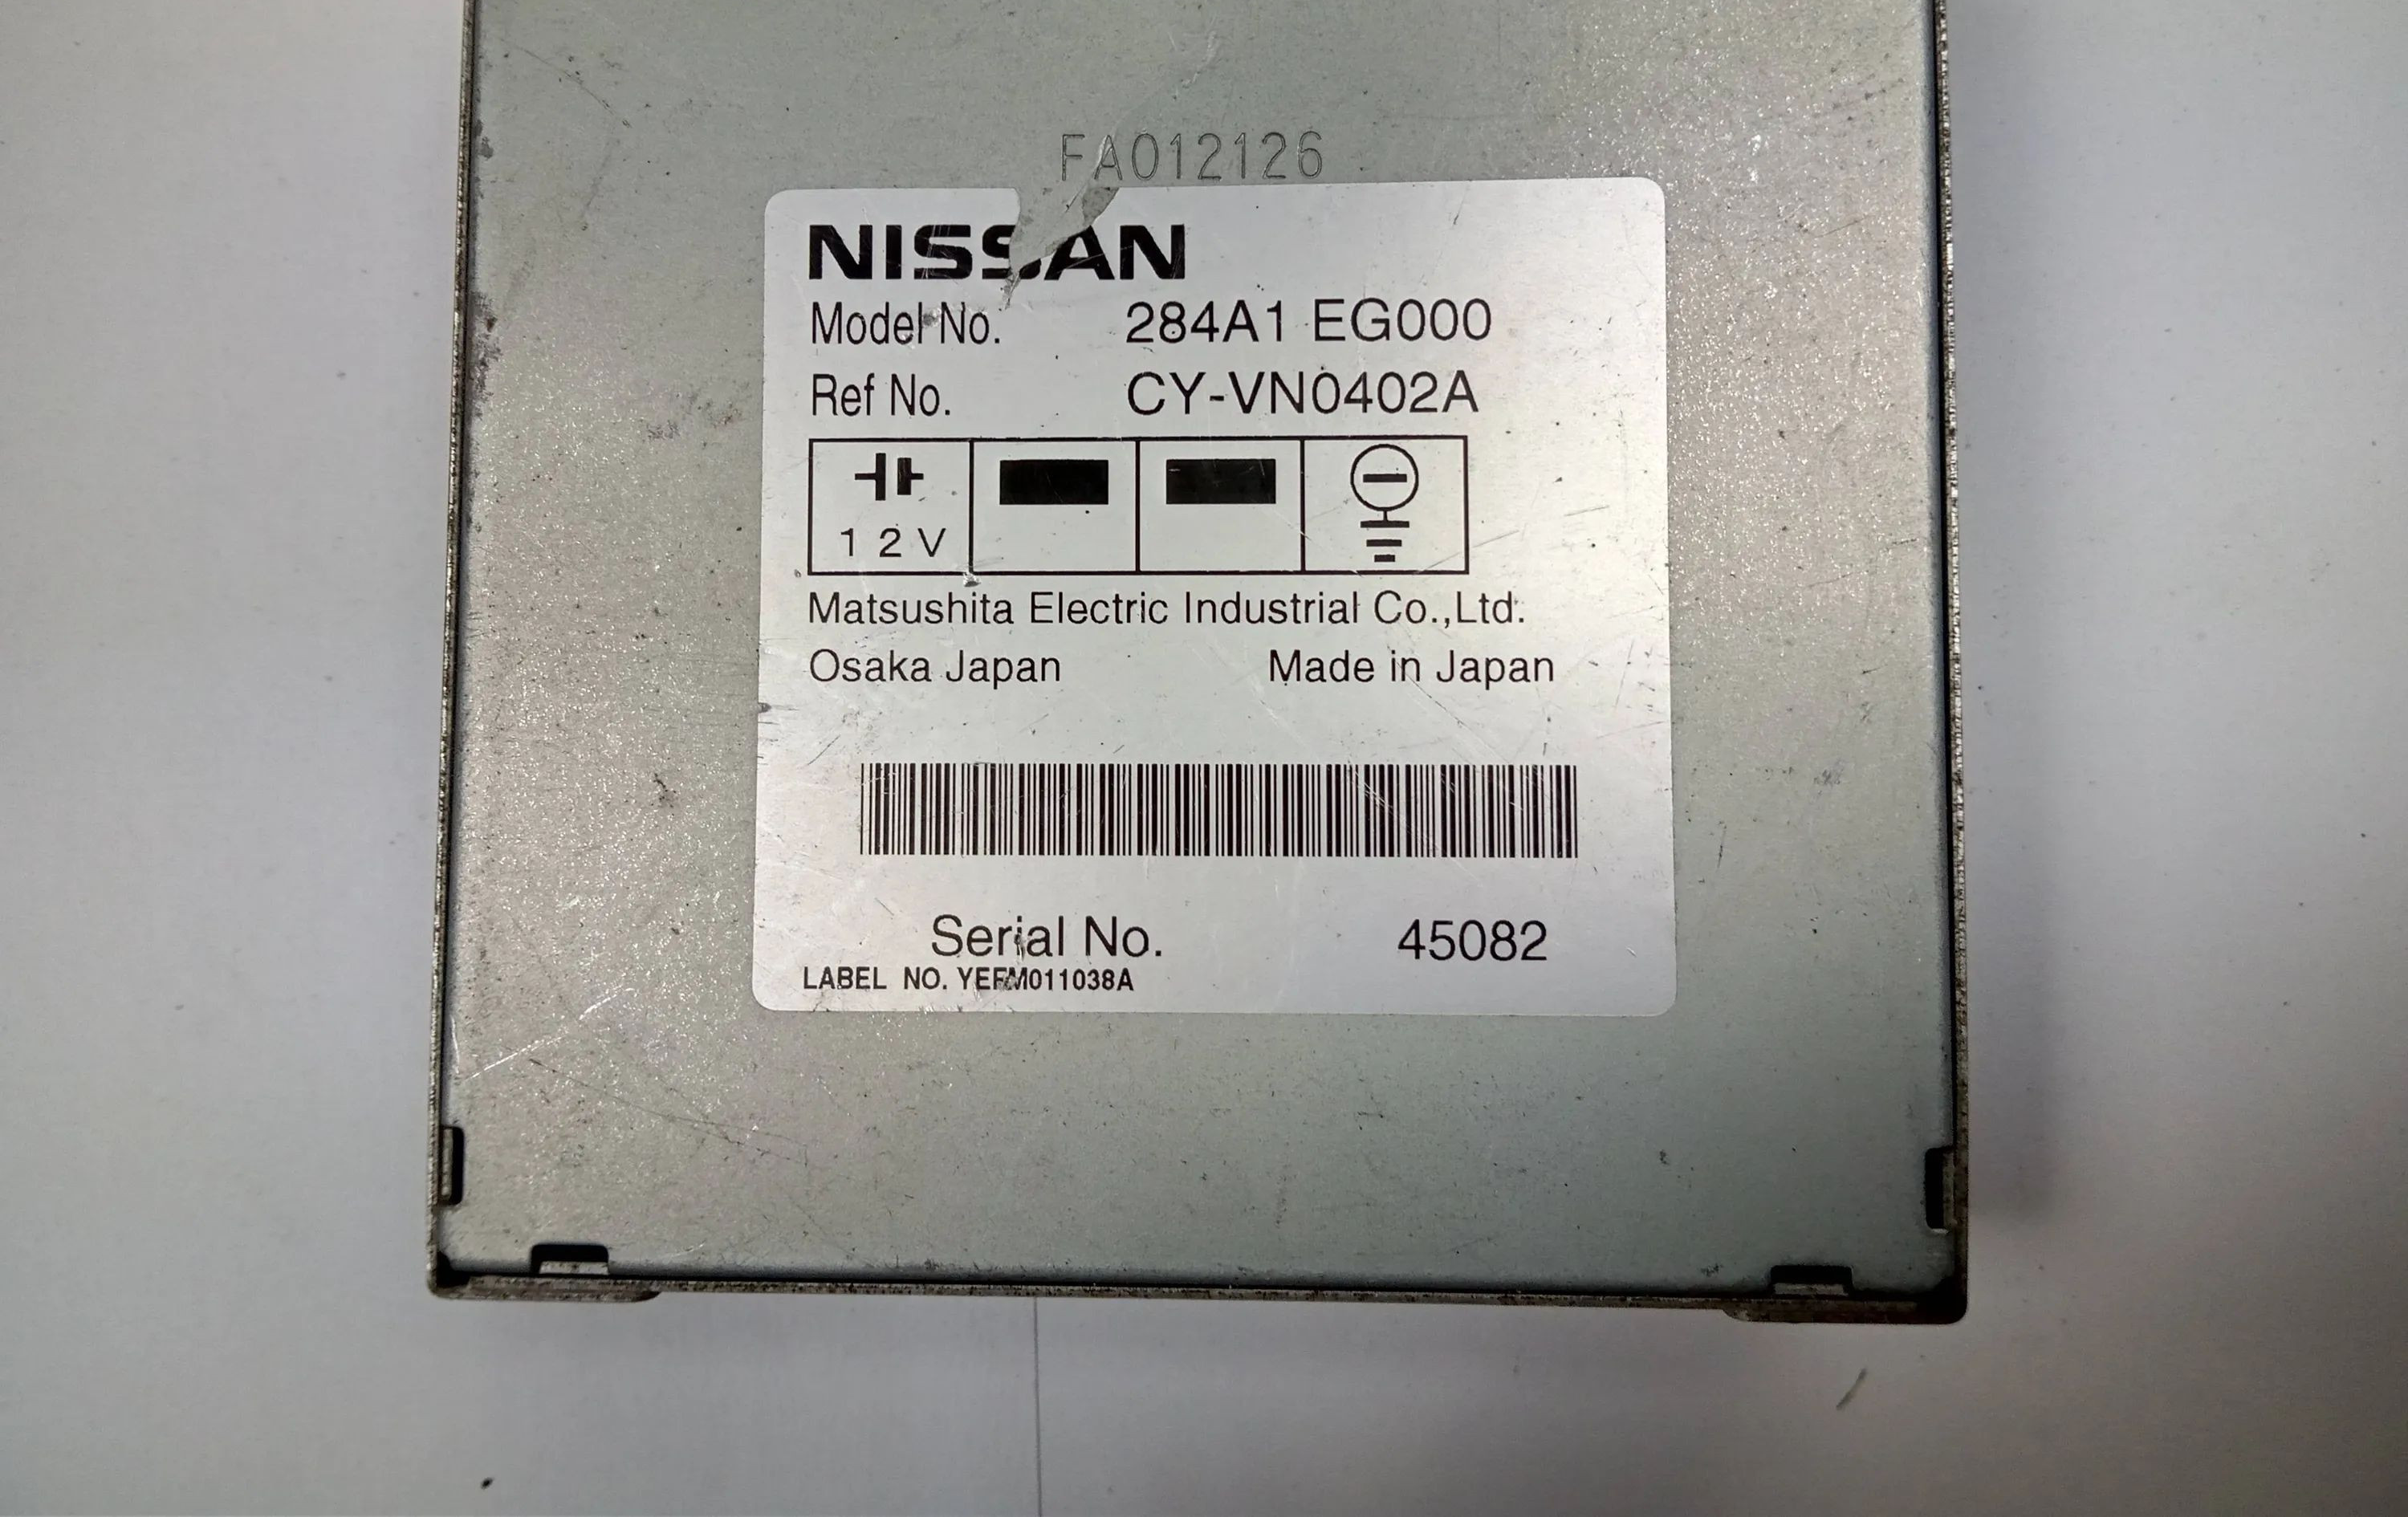 FA012126
NISSAN
Model No. 284A1 EG000
Ref No. CY-VN0402A
12V
Matsushita Electric Industrial Co.,Ltd.
Osaka Japan Made in Japan
Serial No. 45082
LABEL NO. YEFM011038A